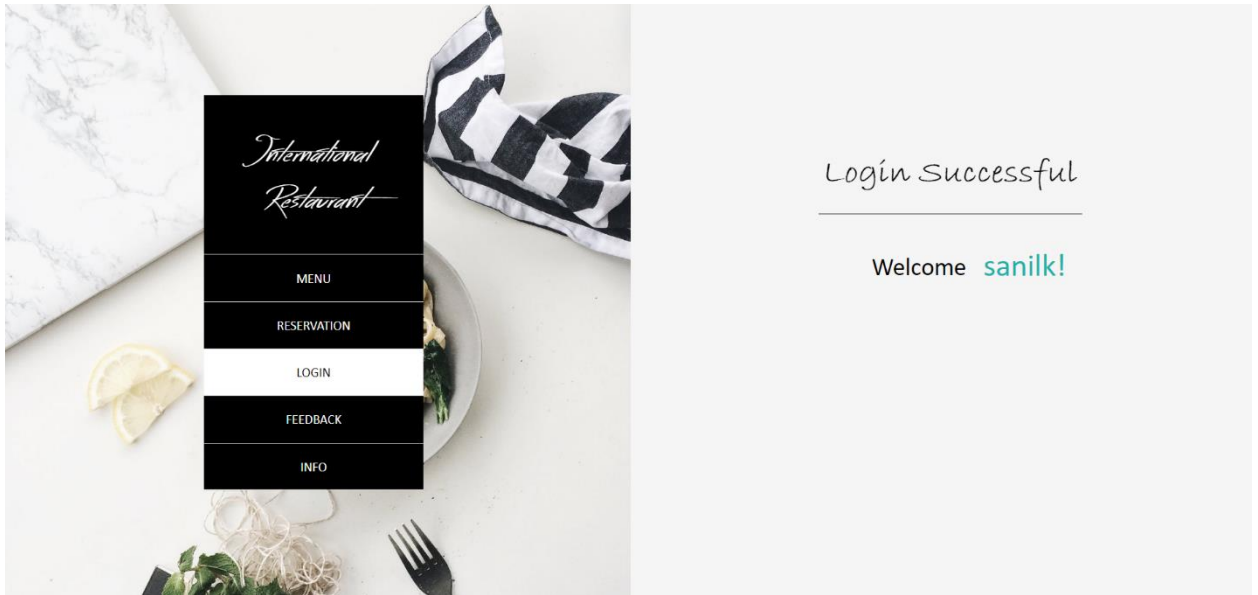 International
Restaurant
MENU
RESERVATION
LOGIN
FEEDBACK
INFO
Login Successful
Welcome sanilk!